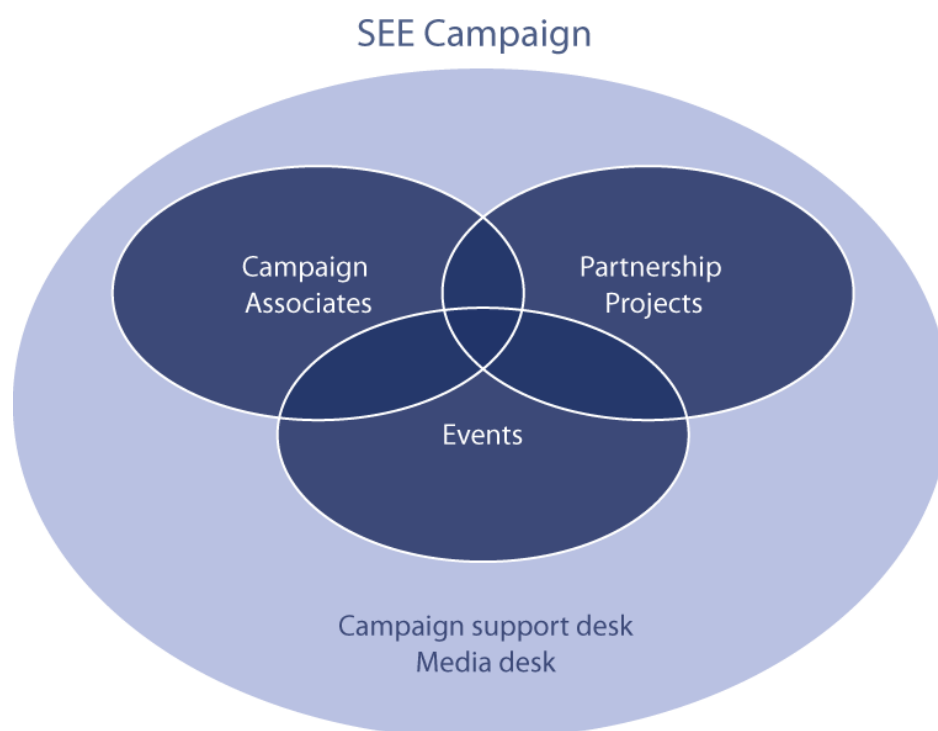 SEE Campaign
Campaign
Associates
Partnership
Projects
Events
Campaign support desk
Media desk